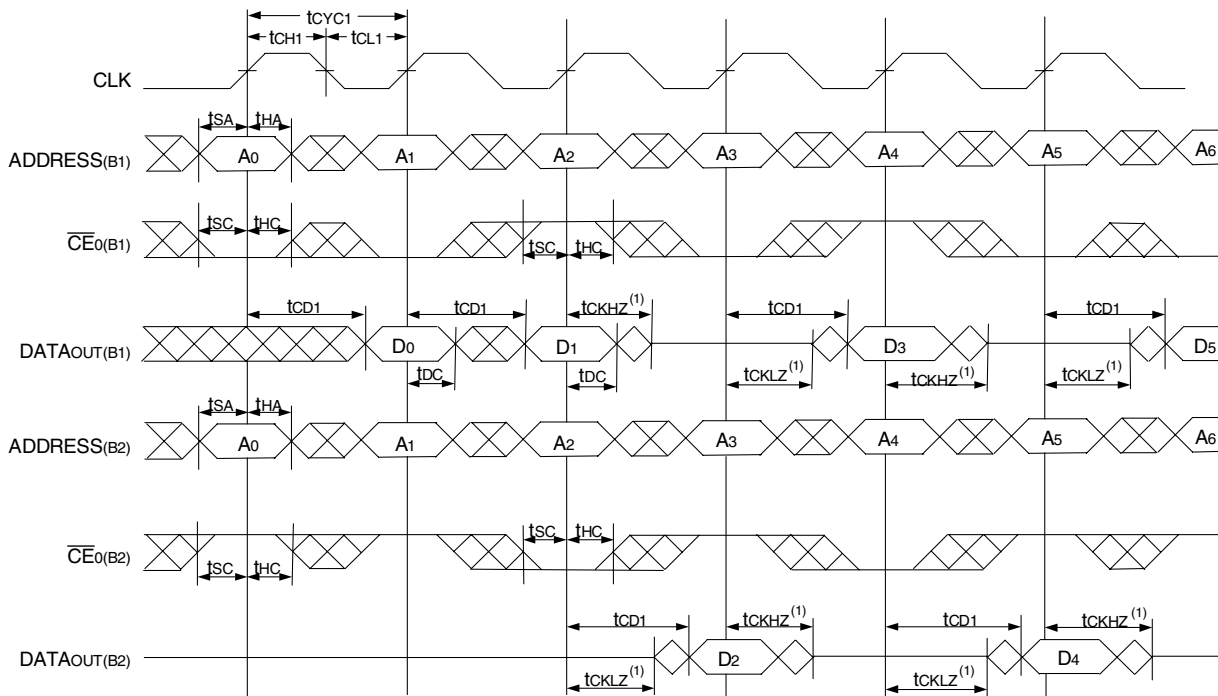 tCYC1
tCH1 tCL1
CLK
tSA tHA
ADDRESS(B1) A0 A1 A2 A3 A4 A5 A6
tSC tHC
CE0(B1)
tSC tHC
tCD1 tCD1 tCKHZ(1) tCD1 tCD1
DATAOUT(B1) D0 D1 D3 D5
tDC tDC tCKLZ(1) tCKHZ(1) tCKLZ(1)
tSA tHA
ADDRESS(B2) A0 A1 A2 A3 A4 A5 A6
tSC tHC
CE0(B2)
tSC tHC
tCD1 tCKHZ(1) tCD1 tCKHZ(1)
DATAOUT(B2) D2 D4
tCKLZ(1) tCKLZ(1)